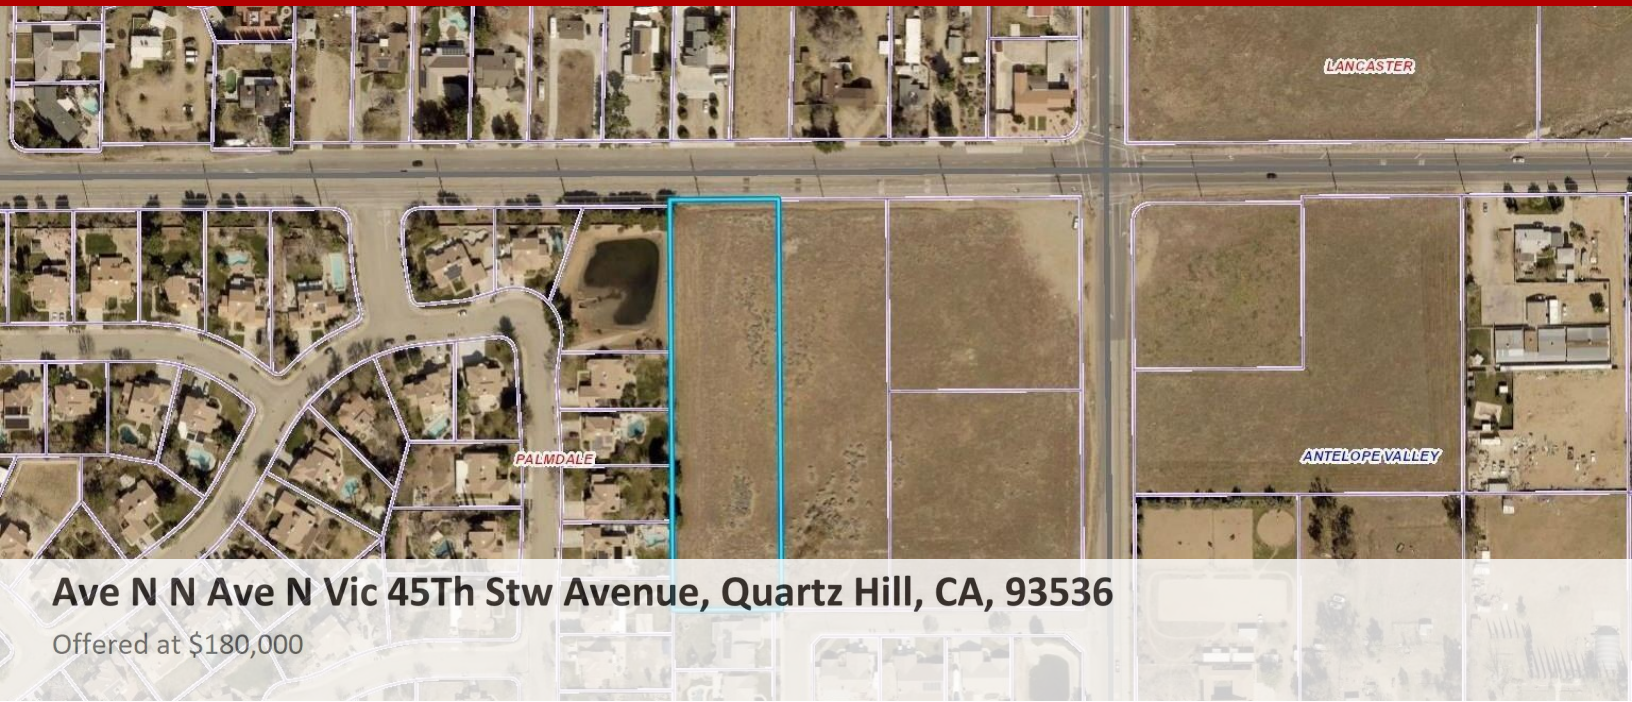 LANCASTER
PALMDALE
ANTELOPE VALLEY
Ave N N Ave N Vic 45Th Stw Avenue, Quartz Hill, CA, 93536
Offered at $180,000